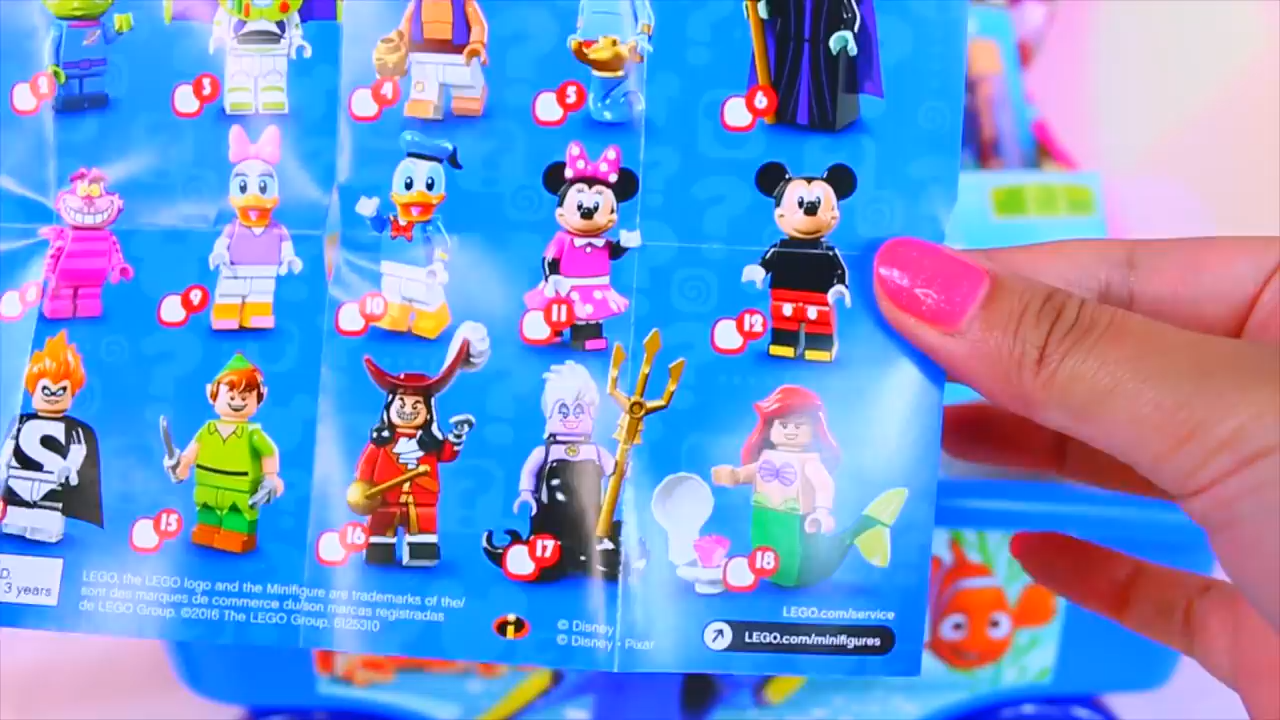 2
3
4
5
6
9
10
11
12
S
15
16
17
18
D.
3 years
LEGO, the LEGO logo and the Minifigure are trademarks of the/
sont des marques de commerce du/son marcas registradas
de LEGO Group. ©2016 The LEGO Group. 6125310
i
© Disney
© Disney • Pixar
LEGO.com/service
LEGO.com/minifigures